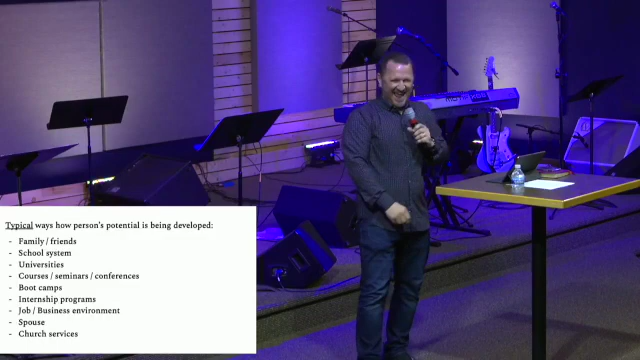 Typical ways how person's potential is being developed:
- Family / friends
- School system
- Universities
- Courses / seminars / conferences
- Boot camps
- Internship programs
- Job / Business environment
- Spouse
- Church services